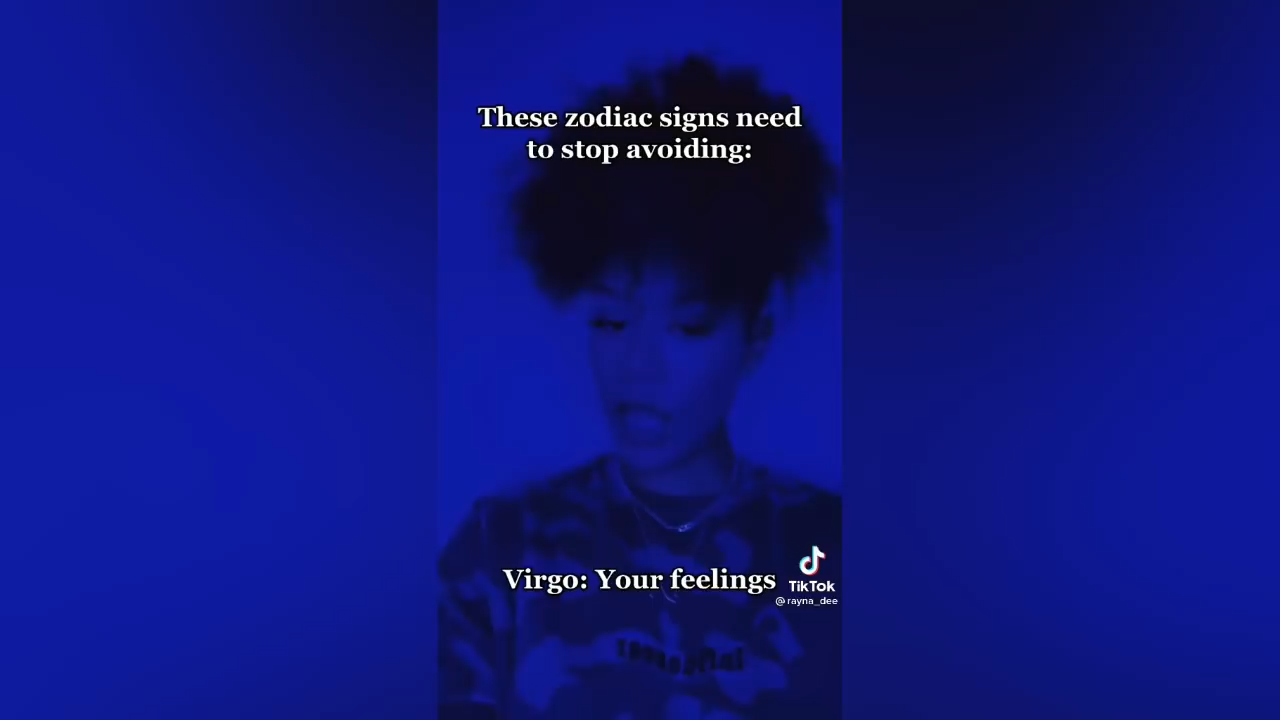 These zodiac signs need
to stop avoiding:
Virgo: Your feelings
TikTok
@rayna_dee